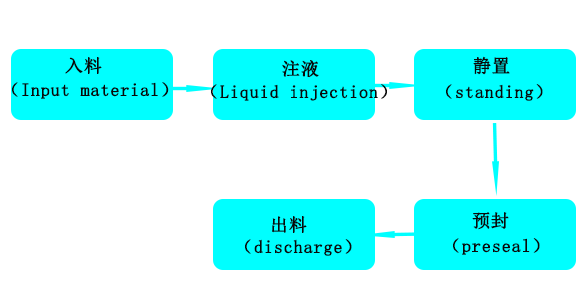 入料
（Input material）
注液
（Liquid injection）
静置
（standing）
预封
（preseal）
出料
（discharge）